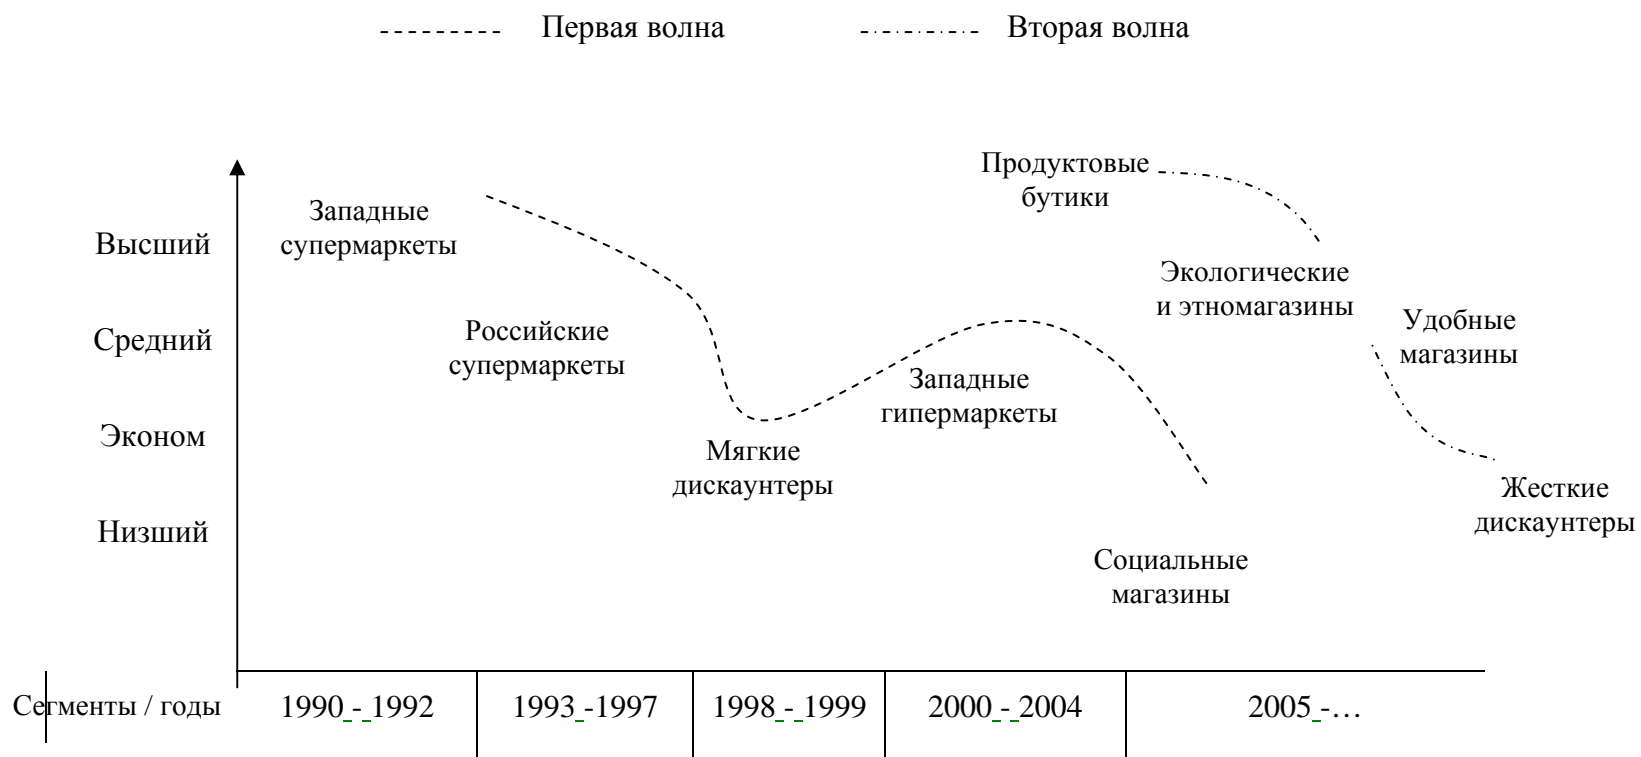 Первая волна
Вторая волна
Продуктовые
бутики
Западные
супермаркеты
Высший
Экологические
и этномагазины
Удобные
магазины
Российские
супермаркеты
Средний
Западные
гипермаркеты
Эконом
Мягкие
дискаунтеры
Жесткие
дискаунтеры
Низший
Социальные
магазины
Сегменты / годы
1990 - 1992
1993 -1997
1998 - 1999
2000 - 2004
2005 -…